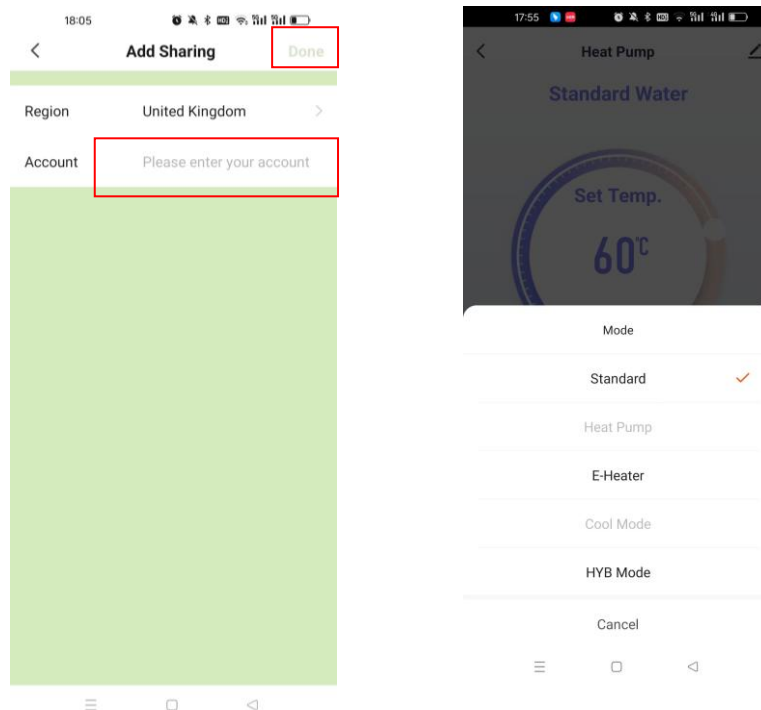 18:05
Add Sharing
Done
Region
United Kingdom
Account
Please enter your account
17:55
Heat Pump
Standard Water
Set Temp.
60℃
Mode
Standard
Heat Pump
E-Heater
Cool Mode
HYB Mode
Cancel